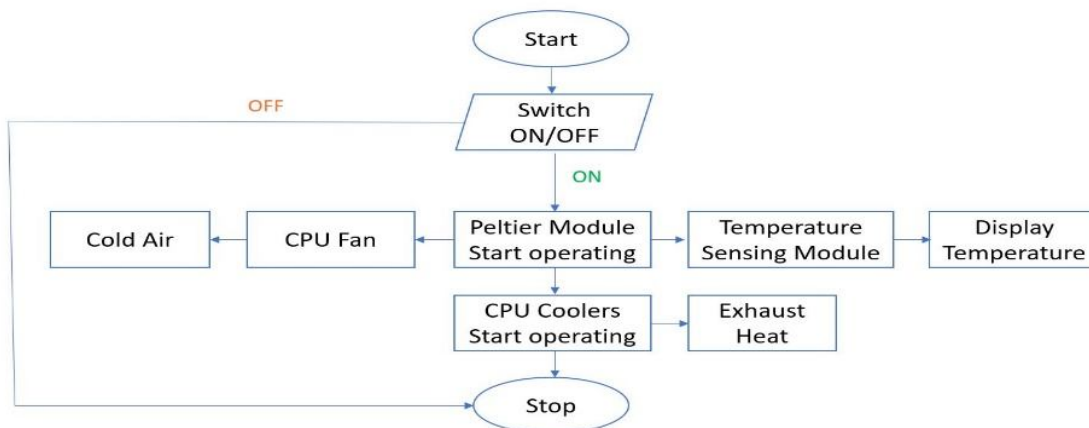 Start
OFF
Switch
ON/OFF
ON
Cold Air
CPU Fan
Peltier Module
Start operating
Temperature
Sensing Module
Display
Temperature
CPU Coolers
Start operating
Exhaust
Heat
Stop